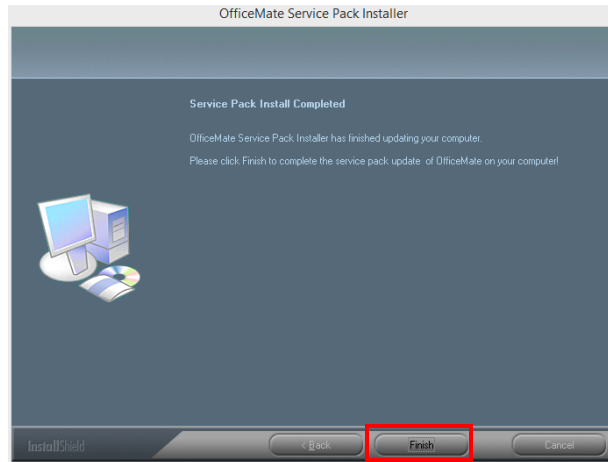 OfficeMate Service Pack Installer
Service Pack Install Completed
OfficeMate Service Pack Installer has finished updating your computer.
Please click Finish to complete the service pack update  of OfficeMate on your computer!
InstallShield
< Back
Finish
Cancel